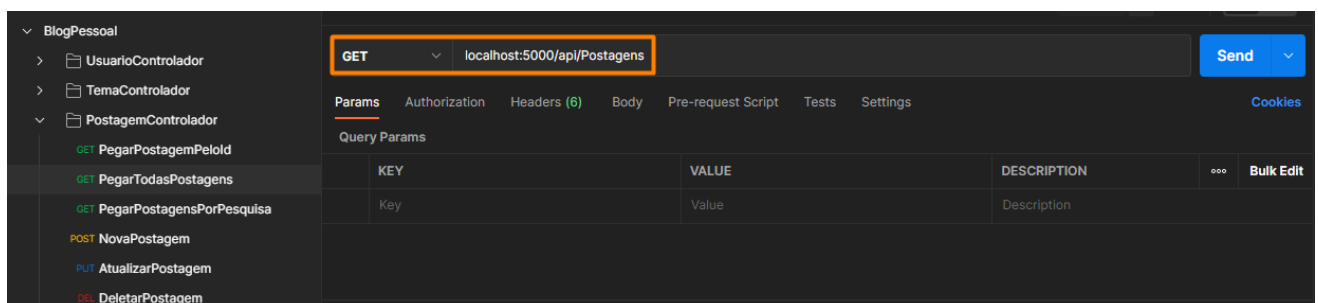 BlogPessoal
UsuarioControlador
TemaControlador
PostagemControlador
GET PegarPostagemPeloId
GET PegarTodasPostagens
GET PegarPostagensPorPesquisa
POST NovaPostagem
PUT AtualizarPostagem
DEL DeletarPostagem
GET localhost:5000/api/Postagens Send
Params Authorization Headers (6) Body Pre-request Script Tests Settings Cookies
Query Params
KEY VALUE DESCRIPTION ooo Bulk Edit
Key Value Description